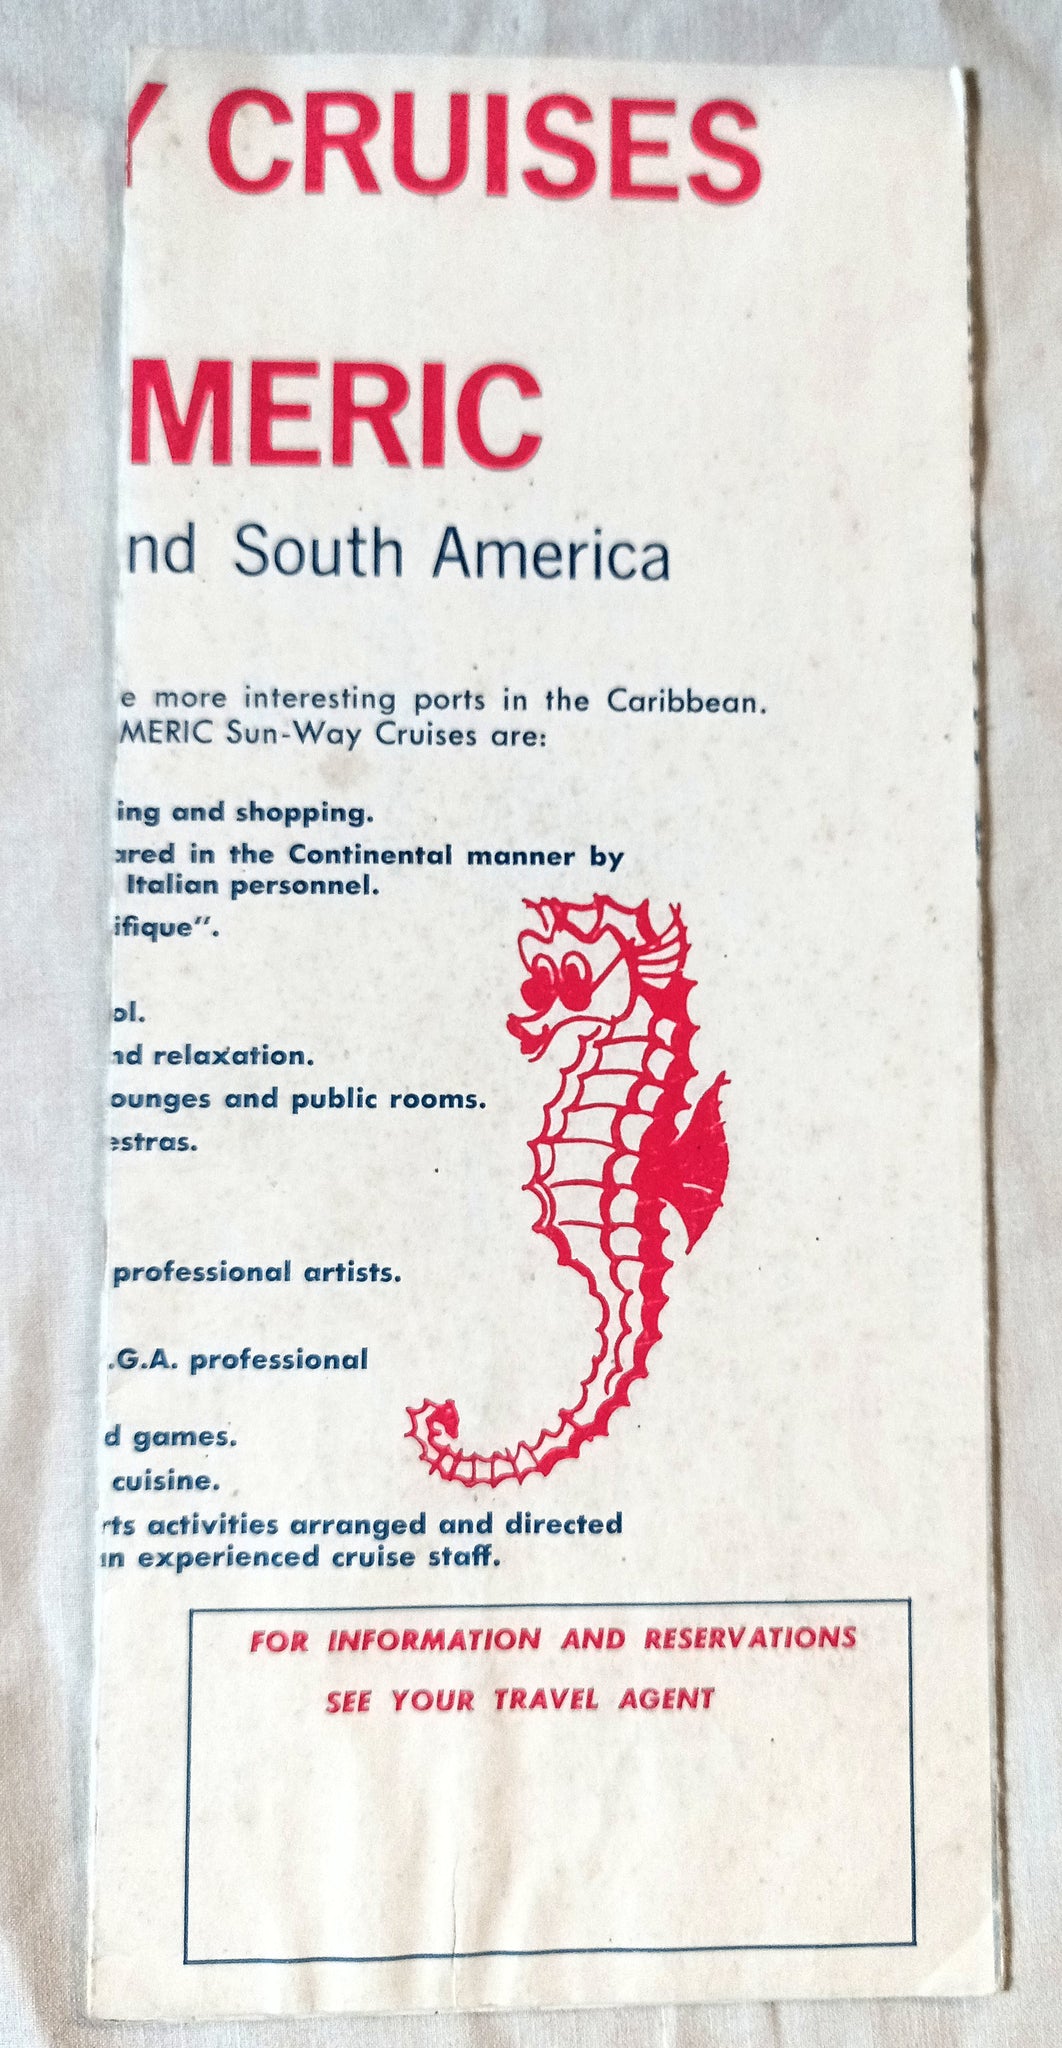 Y CRUISES
MERIC
nd South America
e more interesting ports in the Caribbean.
MERIC Sun-Way Cruises are:
ing and shopping.
ared in the Continental manner by
Italian personnel.
ifique".
ol.
nd relaxation.
ounges and public rooms.
estras.
professional artists.
.G.A. professional
d games.
cuisine.
rts activities arranged and directed
an experienced cruise staff.
FOR INFORMATION AND RESERVATIONS
SEE YOUR TRAVEL AGENT